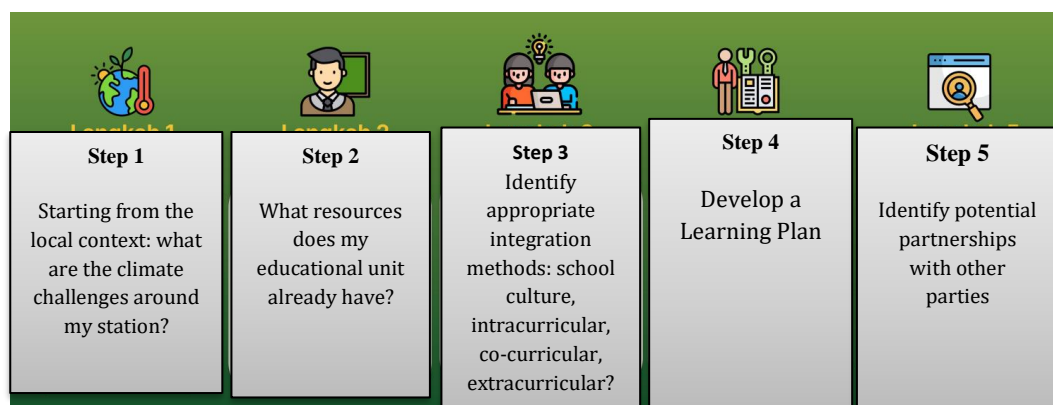 Step 1
Starting from the
local context: what
are the climate
challenges around
my station?
Step 2
What resources
does my
educational unit
already have?
Step 3
Identify
appropriate
integration
methods: school
culture,
intracurricular,
co-curricular,
extracurricular?
Step 4
Develop a
Learning Plan
Step 5
Identify potential
partnerships
with other
parties